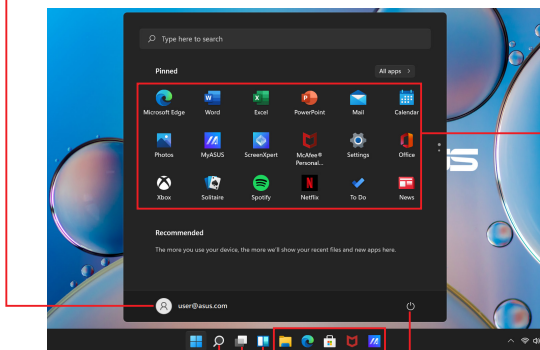 Type here to search
Pinned
All apps >
Microsoft Edge Word Excel PowerPoint Mail Calendar
Photos MyASUS ScreenXpert McAfee® Personal... Settings Office
Xbox Solitaire Spotify Netflix To Do News
Recommended
The more you use your device, the more we'll show your recent files and new apps here.
user@asus.com